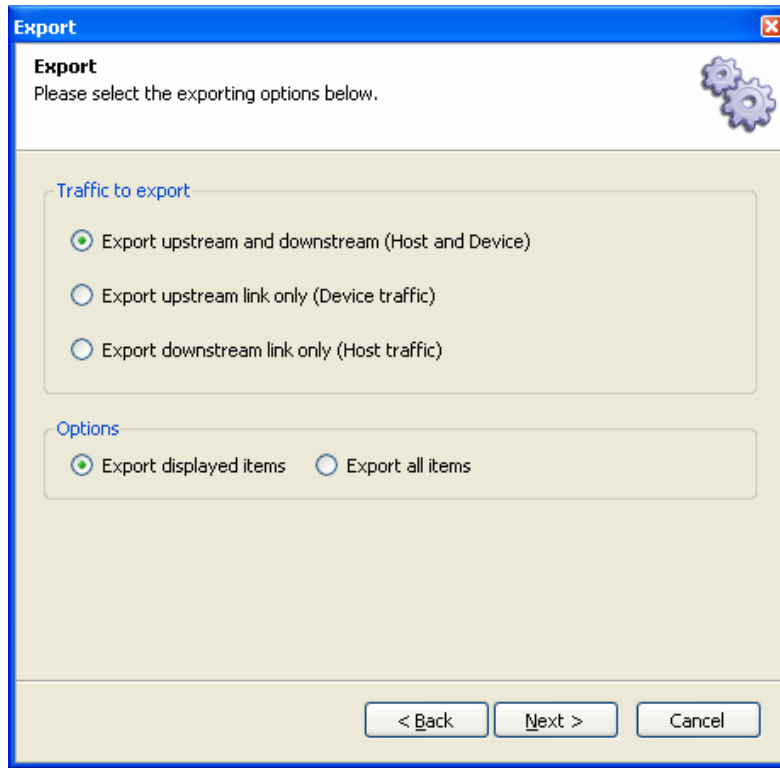 Export
Export
Please select the exporting options below.
Traffic to export
Export upstream and downstream (Host and Device)
Export upstream link only (Device traffic)
Export downstream link only (Host traffic)
Options
Export displayed items Export all items
< Back Next > Cancel